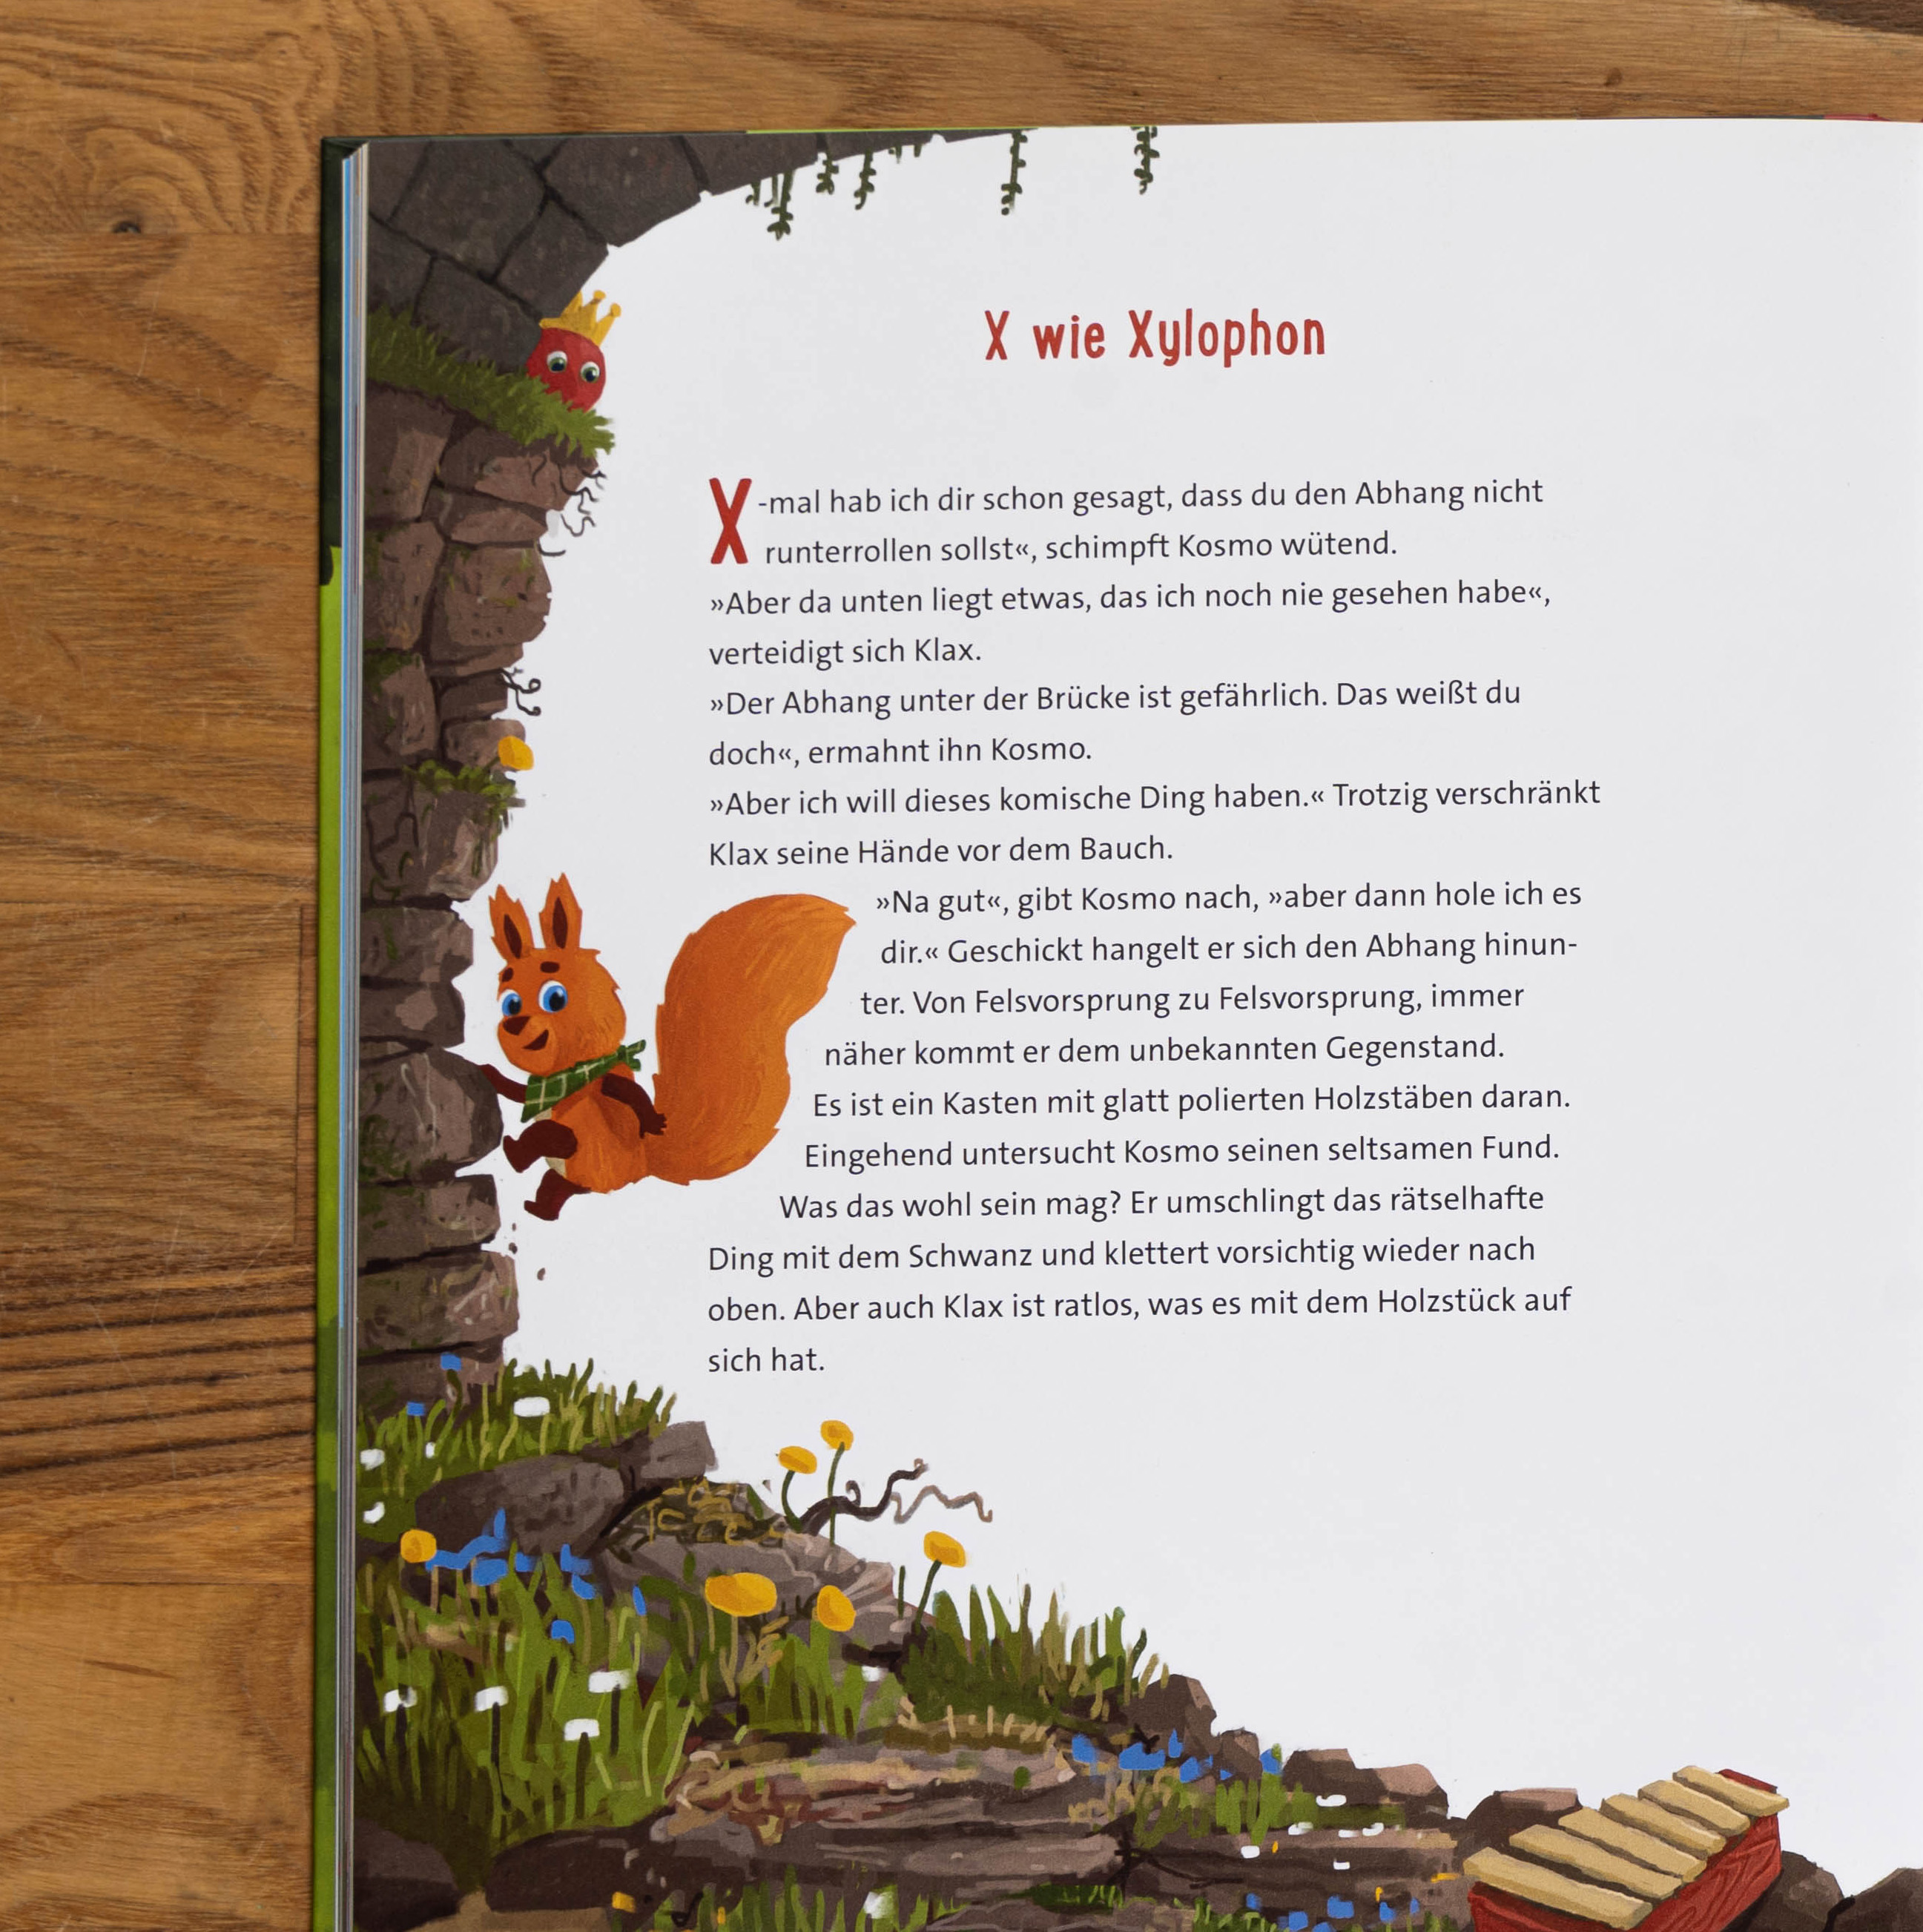 X wie Xylophon
X-mal hab ich dir schon gesagt, dass du den Abhang nicht
runterrollen sollst«, schimpft Kosmo wütend.
»Aber da unten liegt etwas, das ich noch nie gesehen habe«,
verteidigt sich Klax.
»Der Abhang unter der Brücke ist gefährlich. Das weißt du
doch«, ermahnt ihn Kosmo.
»Aber ich will dieses komische Ding haben.« Trotzig verschränkt
Klax seine Hände vor dem Bauch.
»Na gut«, gibt Kosmo nach, »aber dann hole ich es
dir.« Geschickt hangelt er sich den Abhang hinun-
ter. Von Felsvorsprung zu Felsvorsprung, immer
näher kommt er dem unbekannten Gegenstand.
Es ist ein Kasten mit glatt polierten Holzstäben daran.
Eingehend untersucht Kosmo seinen seltsamen Fund.
Was das wohl sein mag? Er umschlingt das rätselhafte
Ding mit dem Schwanz und klettert vorsichtig wieder nach
oben. Aber auch Klax ist ratlos, was es mit dem Holzstück auf
sich hat.